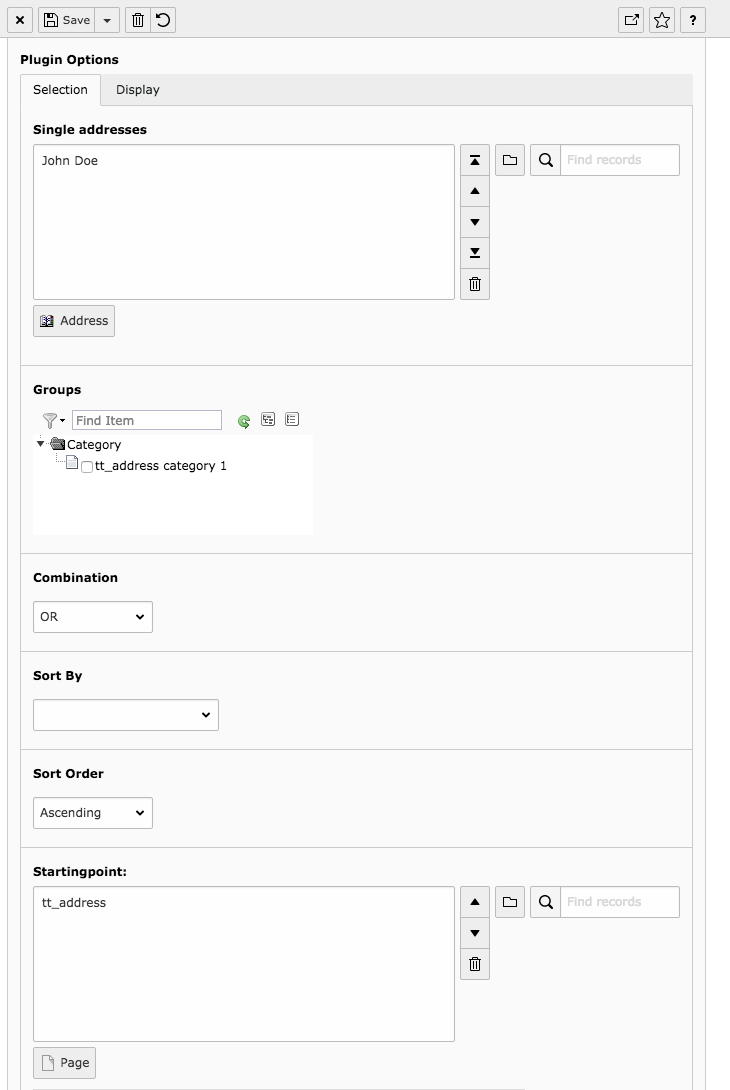 Save
?
Plugin Options
Selection Display
Single addresses
John Doe
Find records
Address
Groups
Find Item
Category
tt_address category 1
Combination
OR
Sort By
Sort Order
Ascending
Startingpoint:
tt_address
Find records
Page